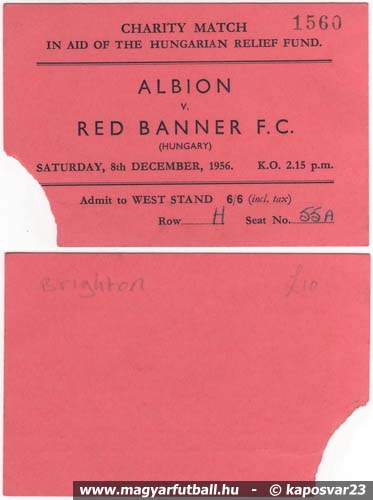 CHARITY MATCH 1560
IN AID OF THE HUNGARIAN RELIEF FUND.
ALBION
V.
RED BANNER F.C.
(HUNGARY)
SATURDAY, 8th DECEMBER, 1956. K.O. 2.15 p.m.
Admit to WEST STAND 6/6 (incl. tax)
Row H Seat No. 55A
Brighton £10
www.magyarfutball.hu - © kaposvar23